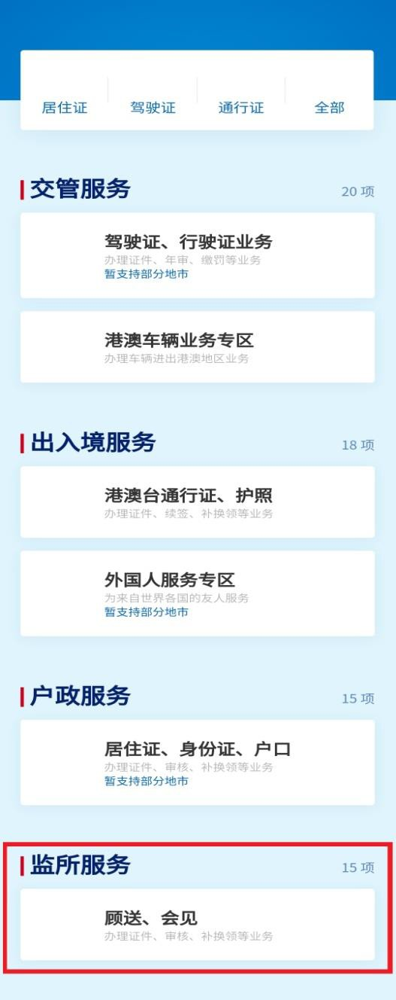 居住证 驾驶证 通行证 全部
交管服务 20 项
驾驶证、行驶证业务
办理证件、年审、缴罚等业务
暂支持部分地市
港澳车辆业务专区
办理车辆进出港澳地区业务
出入境服务 18 项
港澳台通行证、护照
办理证件、续签、补换领等业务
外国人服务专区
为来自世界各国的友人服务
暂支持部分地市
户政服务 15 项
居住证、身份证、户口
办理证件、审核、补换领等业务
暂支持部分地市
监所服务 15 项
顾送、会见
办理证件、审核、补换领等业务